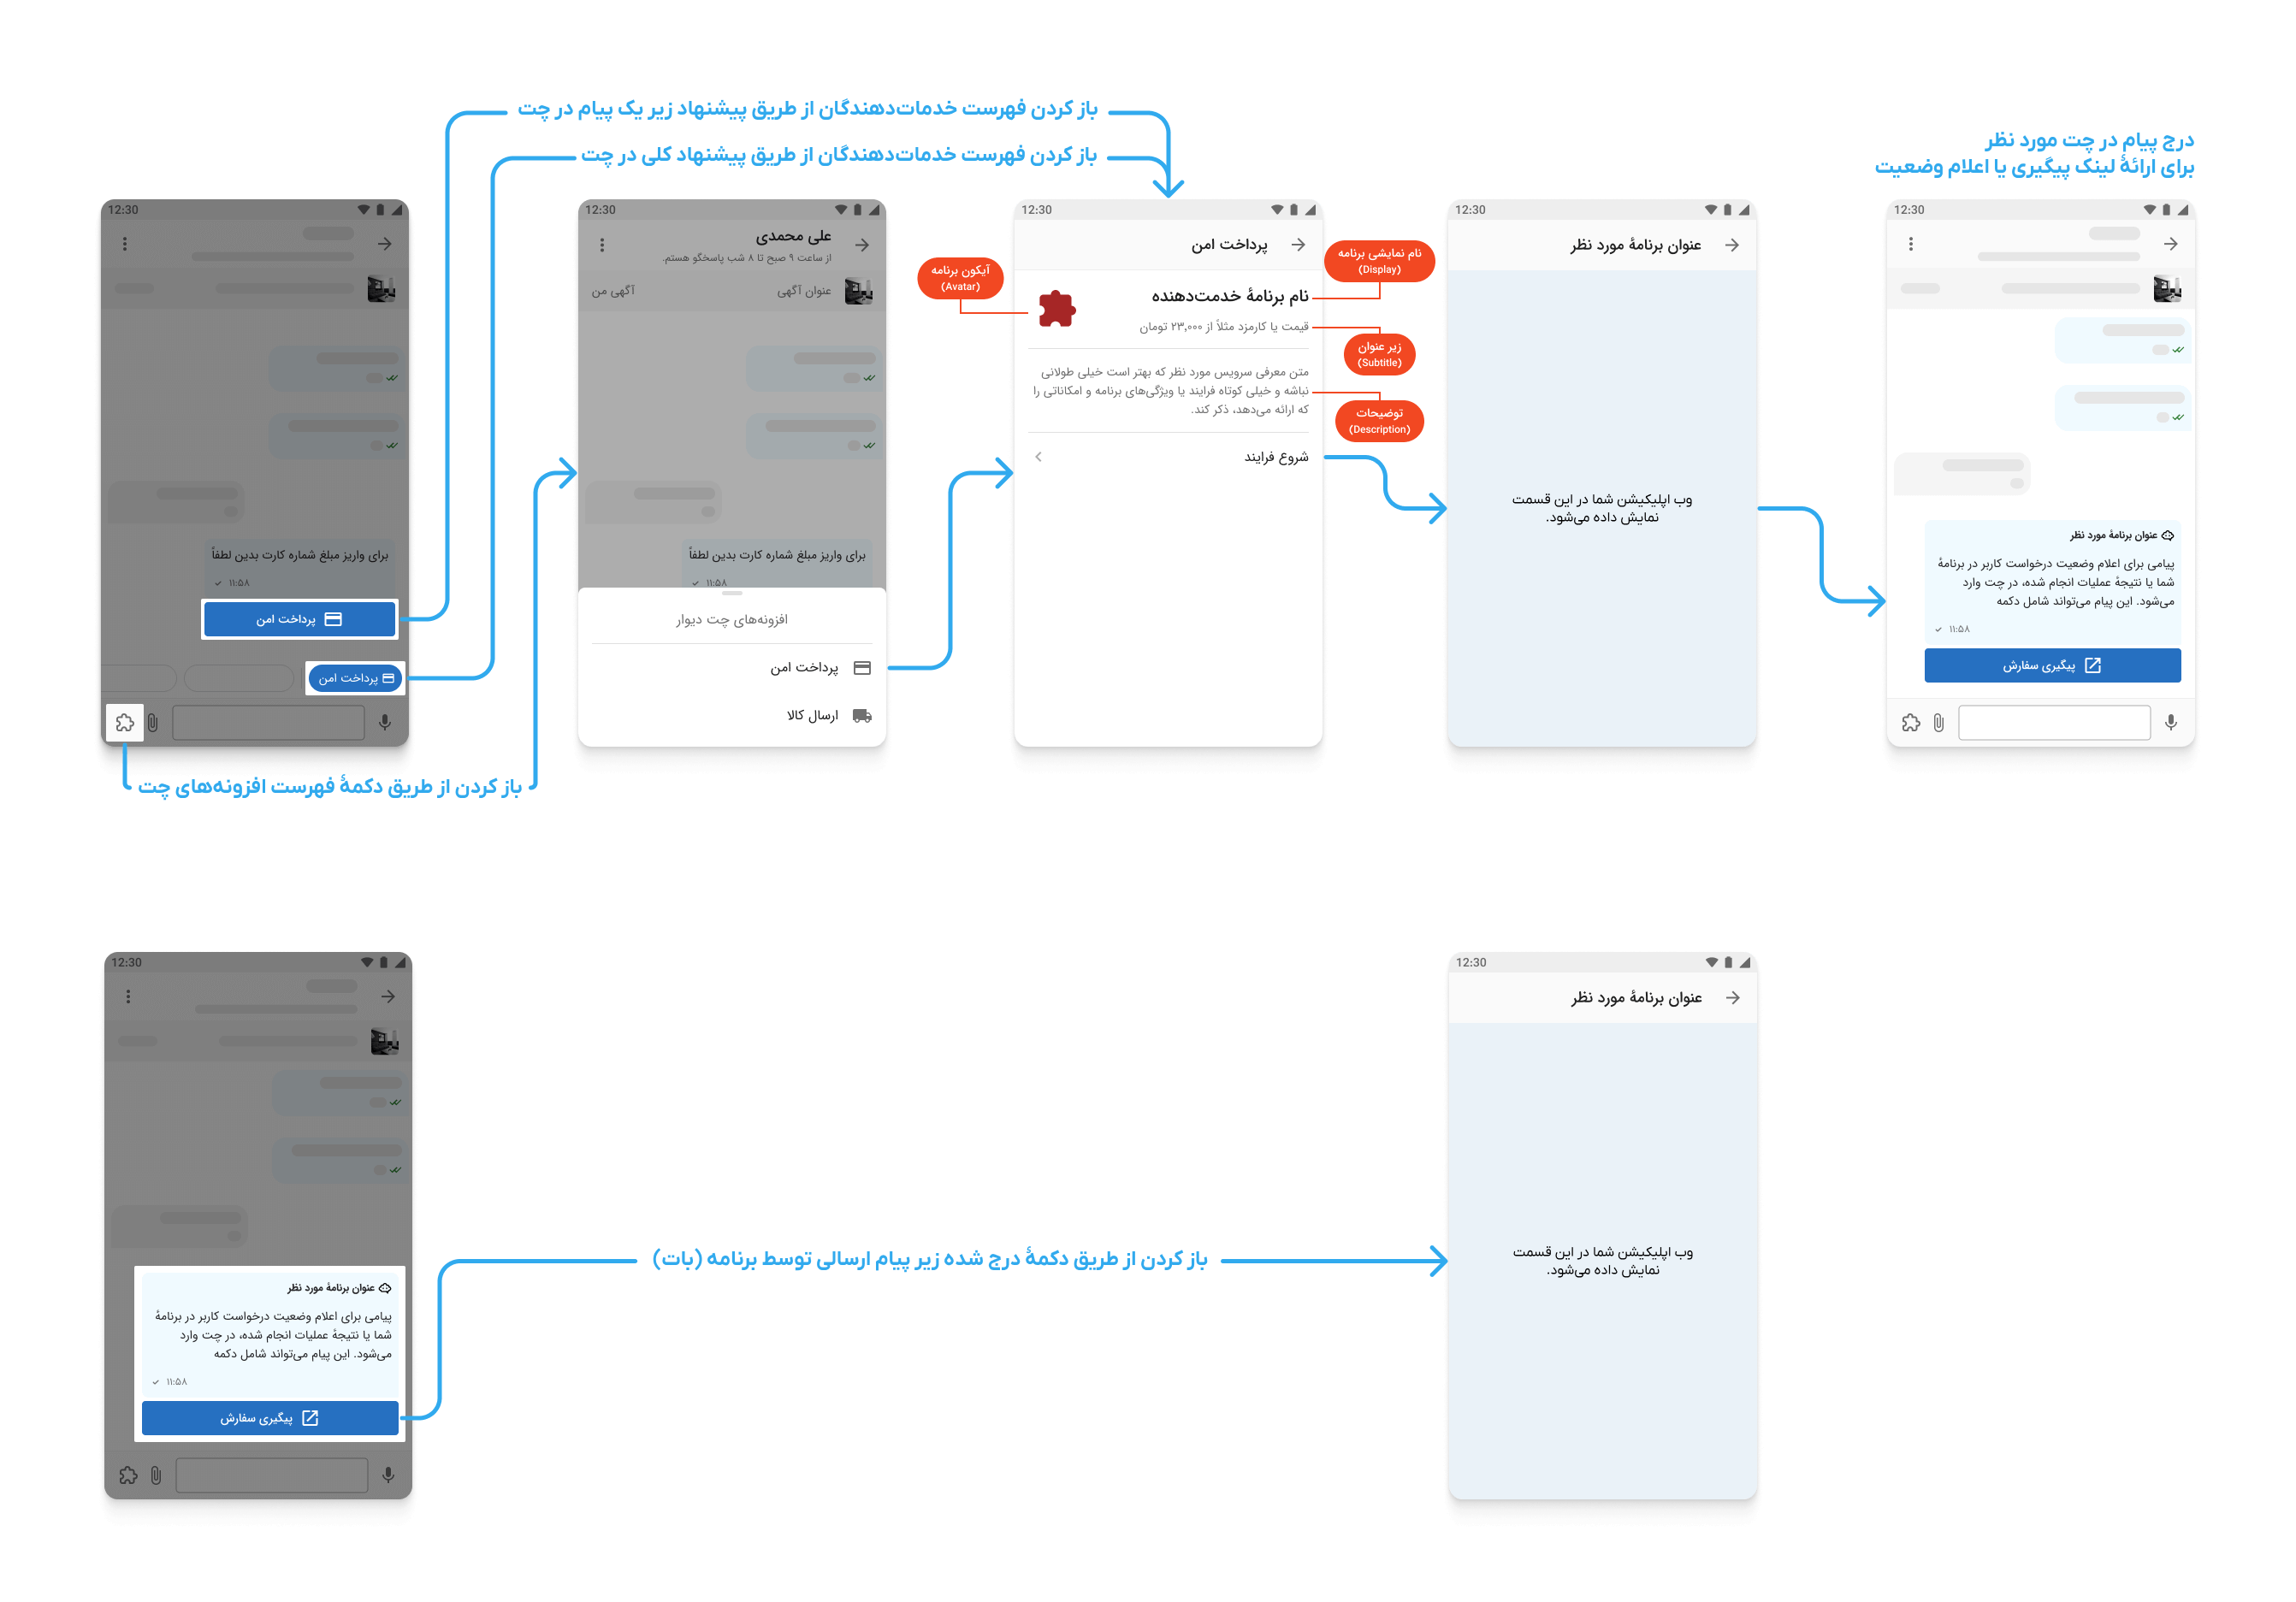 باز کردن فهرست خدمات‌دهندگان از طریق پیشنهاد زیر یک پیام در چت
باز کردن فهرست خدمات‌دهندگان از طریق پیشنهاد کلی در چت
درج پیام در چت مورد نظر
برای ارائهٔ لینک پیگیری یا اعلام وضعیت
12:30
برای واریز مبلغ شماره کارت بدین لطفاً
۱۱:۵۸
پرداخت امن
پرداخت امن
باز کردن از طریق دکمهٔ فهرست افزونه‌های چت
12:30
علی محمدی
از ساعت ۹ صبح تا ۸ شب پاسخگو هستم.
عنوان آگهی
آگهی من
برای واریز مبلغ شماره کارت بدین لطفاً
۱۱:۵۸
افزونه‌های چت دیوار
پرداخت امن
ارسال کالا
12:30
پرداخت امن
آیکون برنامه
(Avatar)
نام نمایشی برنامه
(Display)
نام برنامهٔ خدمت‌دهنده
قیمت یا کارمزد مثلاً از ۲۳,۰۰۰ تومان
زیر عنوان
(Subtitle)
متن معرفی سرویس مورد نظر که بهتر است خیلی طولانی
نباشه و خیلی کوتاه فرایند یا ویژگی‌های برنامه و امکاناتی را
که ارائه می‌دهد، ذکر کند.
توضیحات
(Description)
شروع فرایند
12:30
عنوان برنامهٔ مورد نظر
وب اپلیکیشن شما در این قسمت
نمایش داده می‌شود.
12:30
عنوان برنامهٔ مورد نظر
پیامی برای اعلام وضعیت درخواست کاربر در برنامهٔ
شما یا نتیجهٔ عملیات انجام شده، در چت وارد
می‌شود. این پیام می‌تواند شامل دکمه
۱۱:۵۸
پیگیری سفارش
12:30
عنوان برنامهٔ مورد نظر
پیامی برای اعلام وضعیت درخواست کاربر در برنامهٔ
شما یا نتیجهٔ عملیات انجام شده، در چت وارد
می‌شود. این پیام می‌تواند شامل دکمه
۱۱:۵۸
پیگیری سفارش
باز کردن از طریق دکمهٔ درج شده زیر پیام ارسالی توسط برنامه (بات)
12:30
عنوان برنامهٔ مورد نظر
وب اپلیکیشن شما در این قسمت
نمایش داده می‌شود.